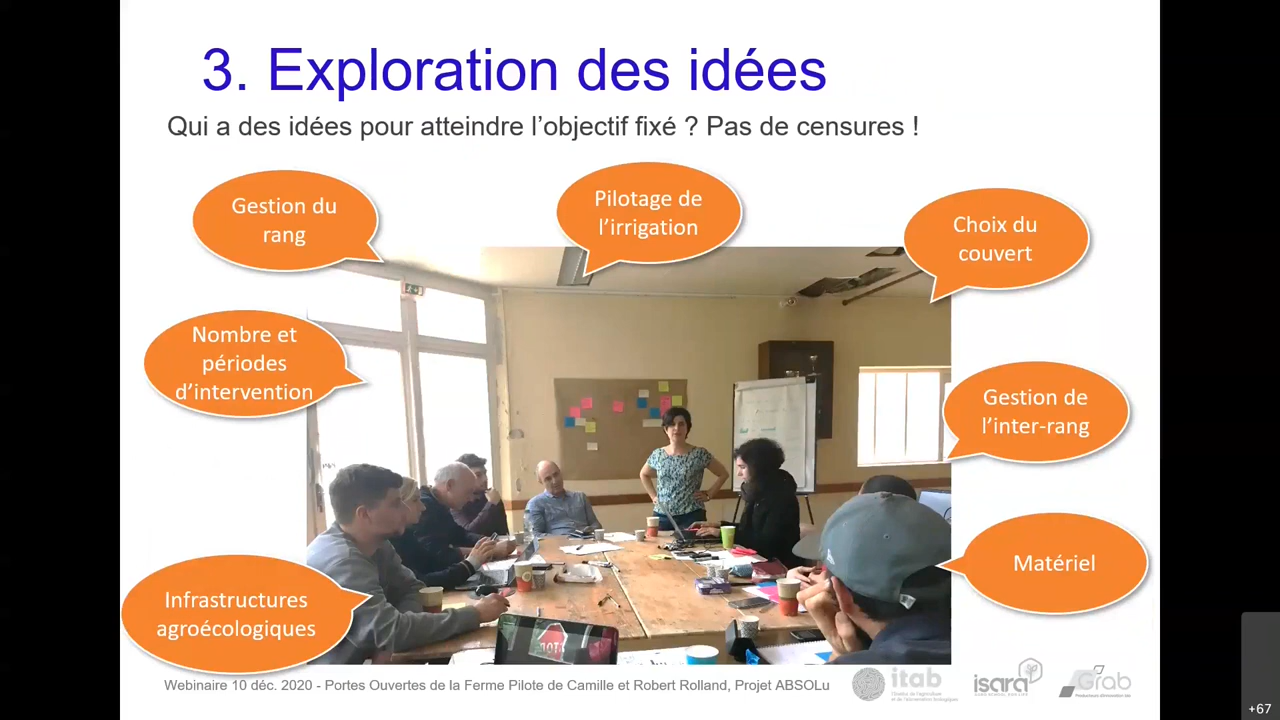 3. Exploration des idées
Qui a des idées pour atteindre l’objectif fixé ? Pas de censures !
Gestion du
rang
Pilotage de
l’irrigation
Choix du
couvert
Nombre et
périodes
d’intervention
Gestion de
l’inter-rang
Matériel
Infrastructures
agroécologiques
Webinaire 10 déc. 2020 - Portes Ouvertes de la Ferme Pilote de Camille et Robert Rolland, Projet ABSOLu
itab
isara
Grab
+67